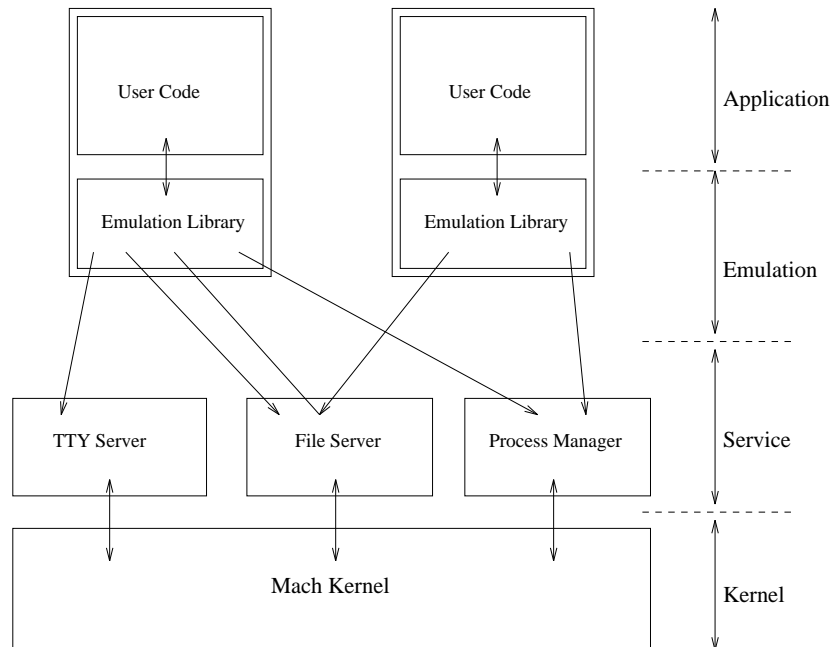 User Code
User Code
Application
Emulation Library
Emulation Library
Emulation
TTY Server
File Server
Process Manager
Service
Mach Kernel
Kernel